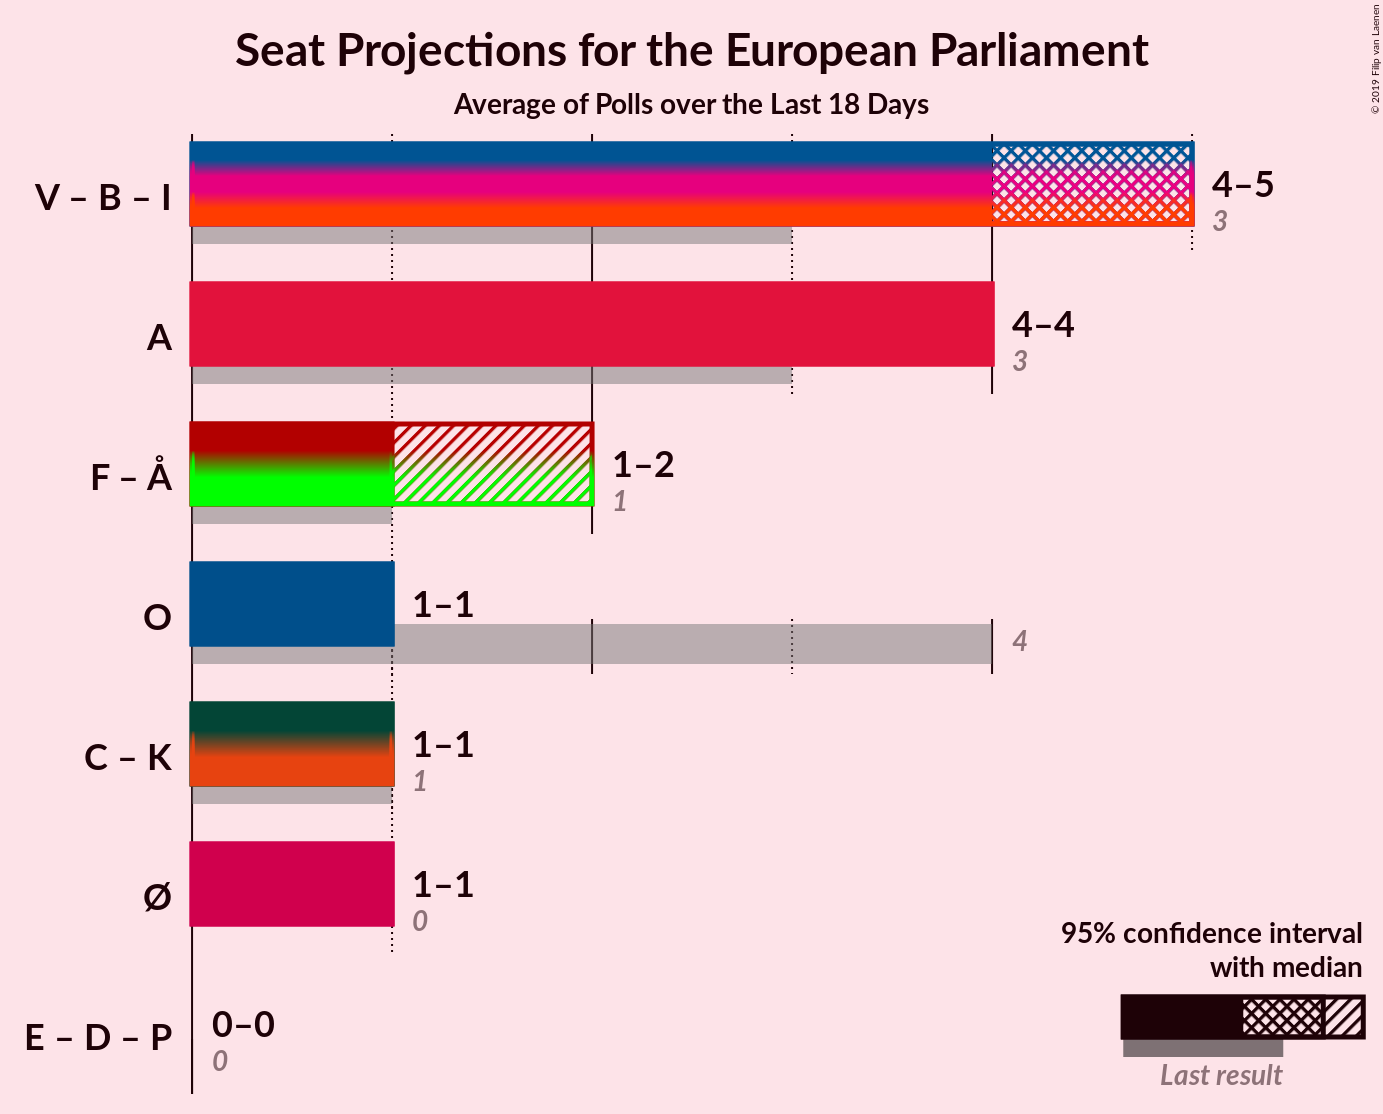 Seat Projections for the European Parliament
Average of Polls over the Last 18 Days
© 2019 Filip van Laenen
V – B – I
4–5
3
A
4–4
3
F – Å
1–2
1
O
1–1
4
C – K
1–1
1
Ø
1–1
0
E – D – P
0–0
0
95% confidence interval
with median
Last result